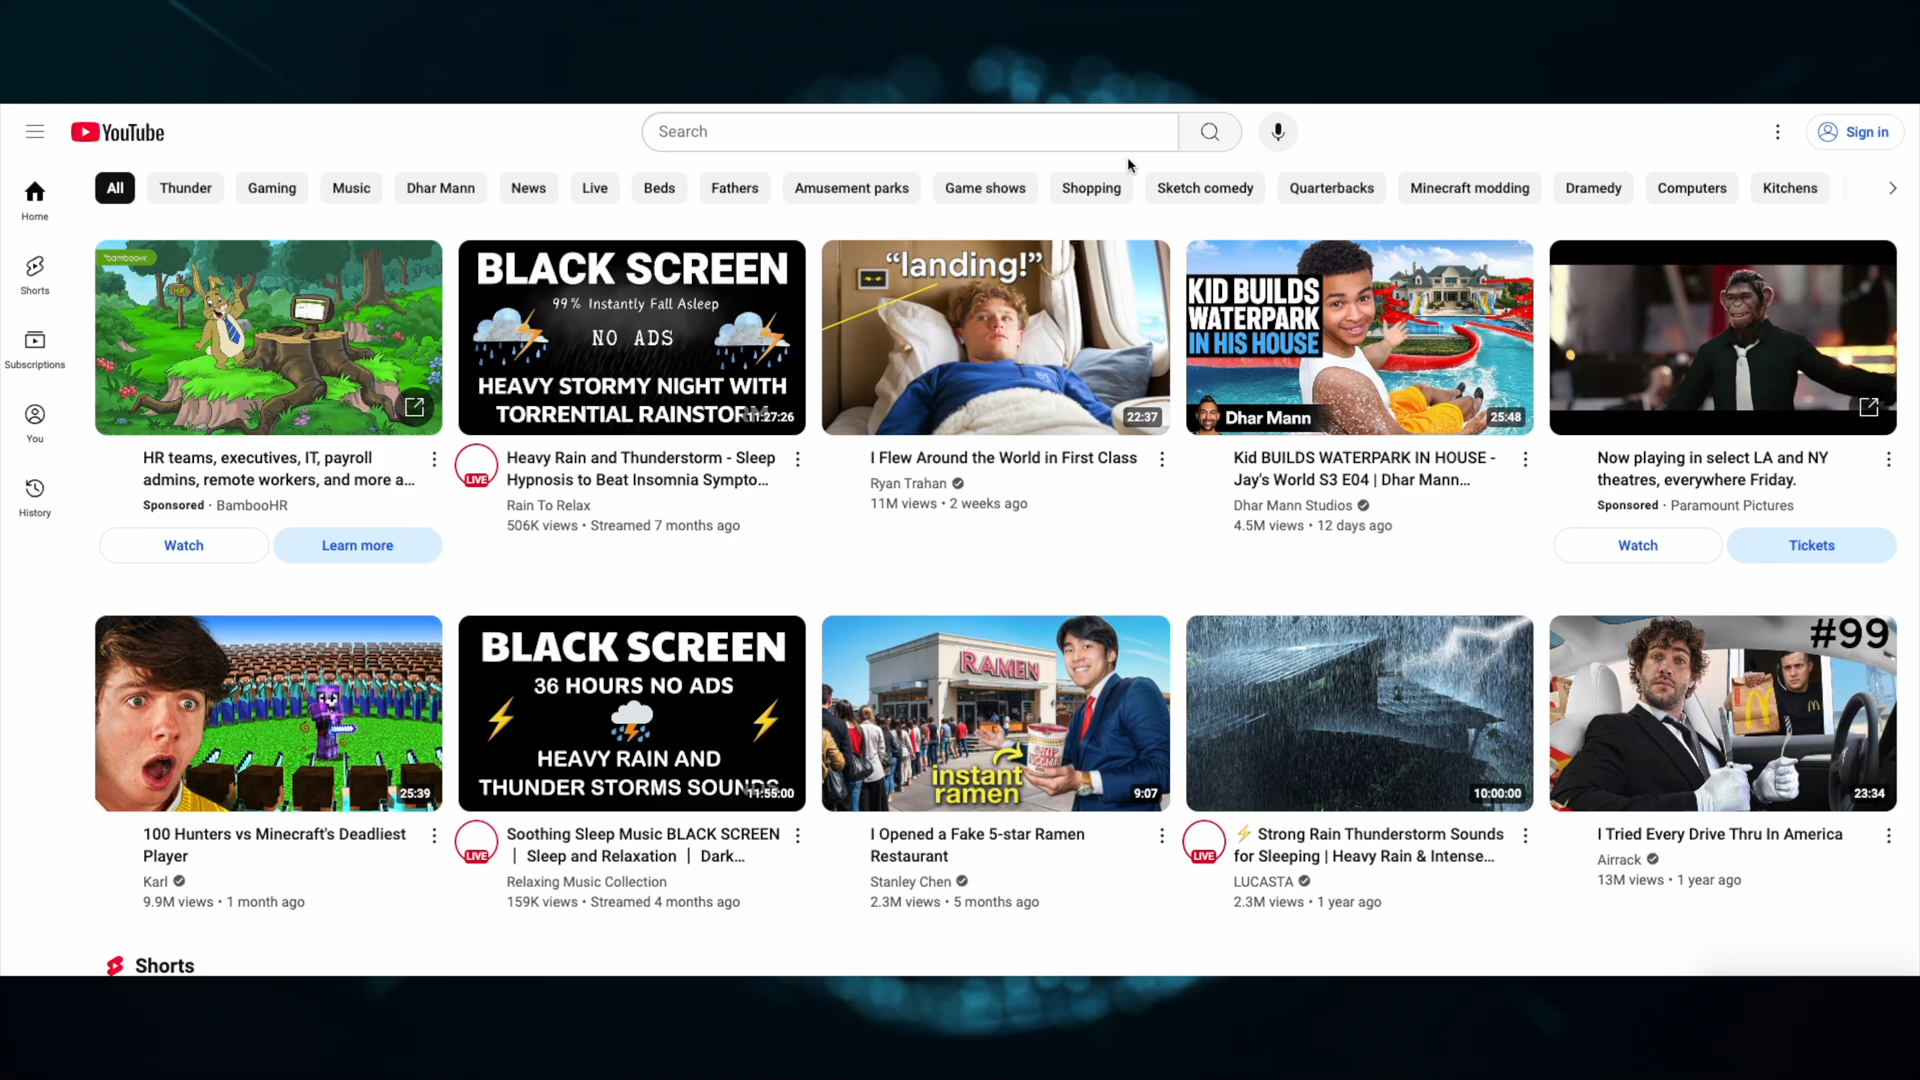 YouTube
Search
Sign in
Home
Shorts
Subscriptions
You
History
All
Thunder
Gaming
Music
Dhar Mann
News
Live
Beds
Fathers
Amusement parks
Game shows
Shopping
Sketch comedy
Quarterbacks
Minecraft modding
Dramedy
Computers
Kitchens
bambooHR
HR
HR teams, executives, IT, payroll
admins, remote workers, and more a...
Sponsored · BambooHR
Watch
Learn more
BLACK SCREEN
99% Instantly Fall Asleep
NO ADS
HEAVY STORMY NIGHT WITH
TORRENTIAL RAINSTORM
11:27:26
LIVE
Heavy Rain and Thunderstorm - Sleep
Hypnosis to Beat Insomnia Sympto...
Rain To Relax
506K views • Streamed 7 months ago
“landing!”
22:37
I Flew Around the World in First Class
Ryan Trahan
11M views • 2 weeks ago
KID BUILDS
WATERPARK
IN HIS HOUSE
Dhar Mann
25:48
Kid BUILDS WATERPARK IN HOUSE -
Jay's World S3 E04 | Dhar Mann...
Dhar Mann Studios
4.5M views • 12 days ago
Now playing in select LA and NY
theatres, everywhere Friday.
Sponsored · Paramount Pictures
Watch
Tickets
25:39
100 Hunters vs Minecraft's Deadliest
Player
Karl
9.9M views • 1 month ago
BLACK SCREEN
36 HOURS NO ADS
HEAVY RAIN AND
THUNDER STORMS SOUNDS
11:55:00
LIVE
Soothing Sleep Music BLACK SCREEN
| Sleep and Relaxation | Dark...
Relaxing Music Collection
159K views • Streamed 4 months ago
RAMEN
instant
ramen
9:07
I Opened a Fake 5-star Ramen
Restaurant
Stanley Chen
2.3M views • 5 months ago
10:00:00
LIVE
⚡ Strong Rain Thunderstorm Sounds
for Sleeping | Heavy Rain & Intense...
LUCASTA
2.3M views • 1 year ago
#99
23:34
I Tried Every Drive Thru In America
Airrack
13M views • 1 year ago
Shorts